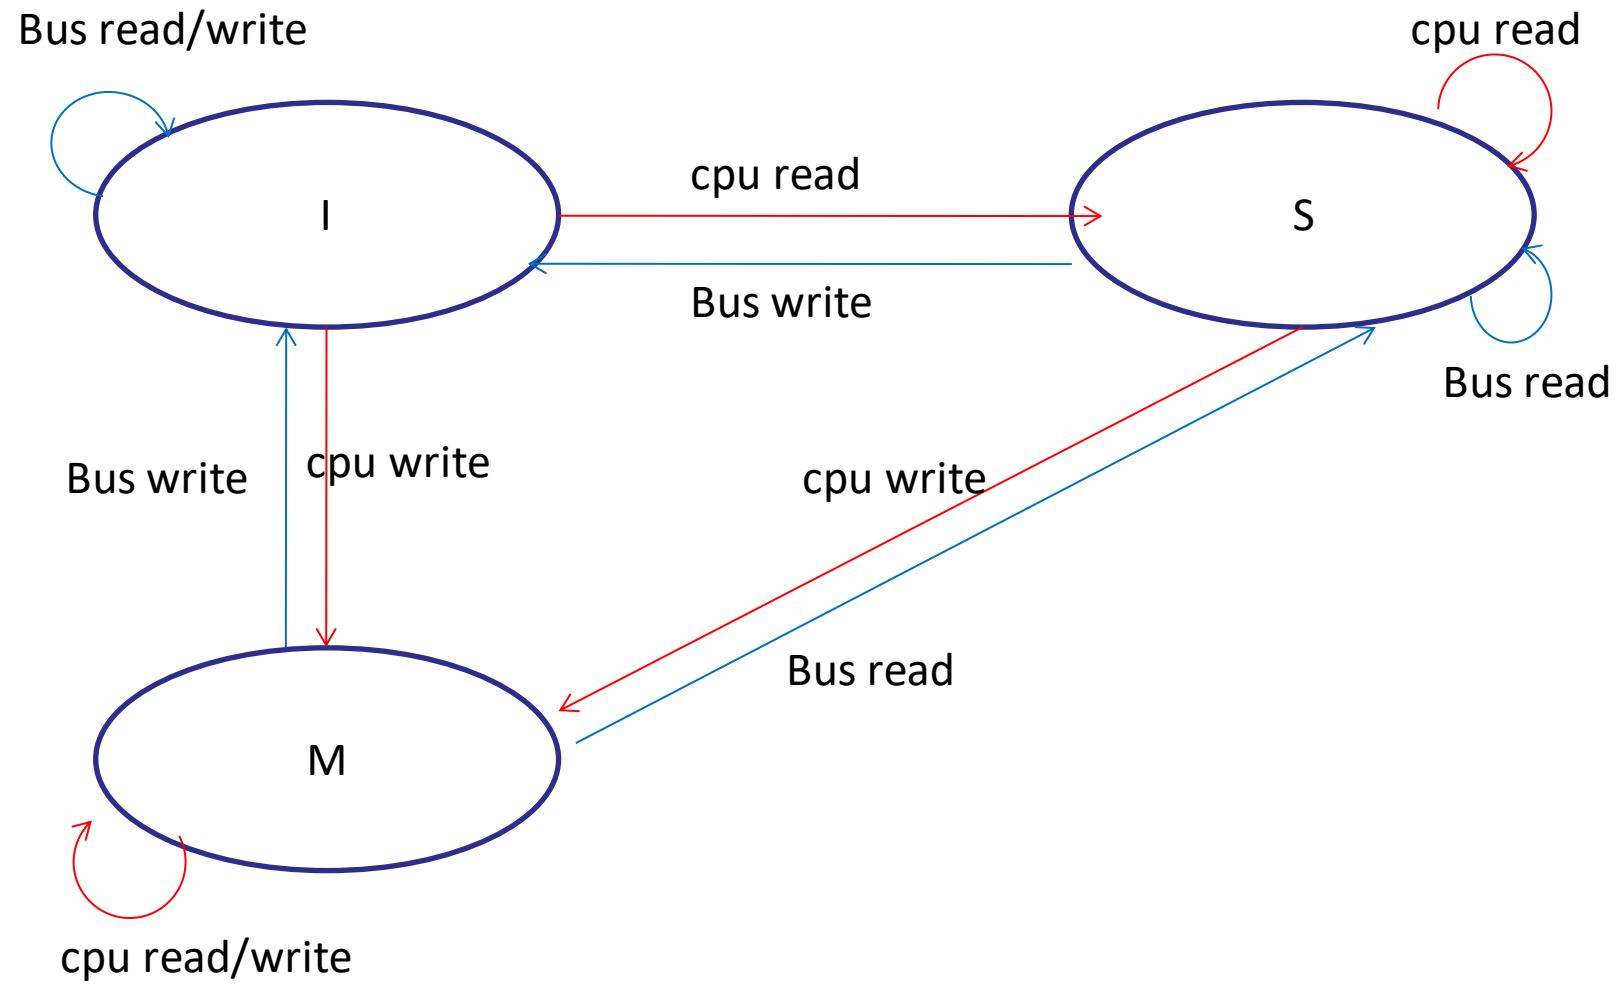 Bus read/write
cpu read
cpu read
I
S
Bus write
Bus read
cpu write
Bus write
cpu write
Bus read
M
cpu read/write